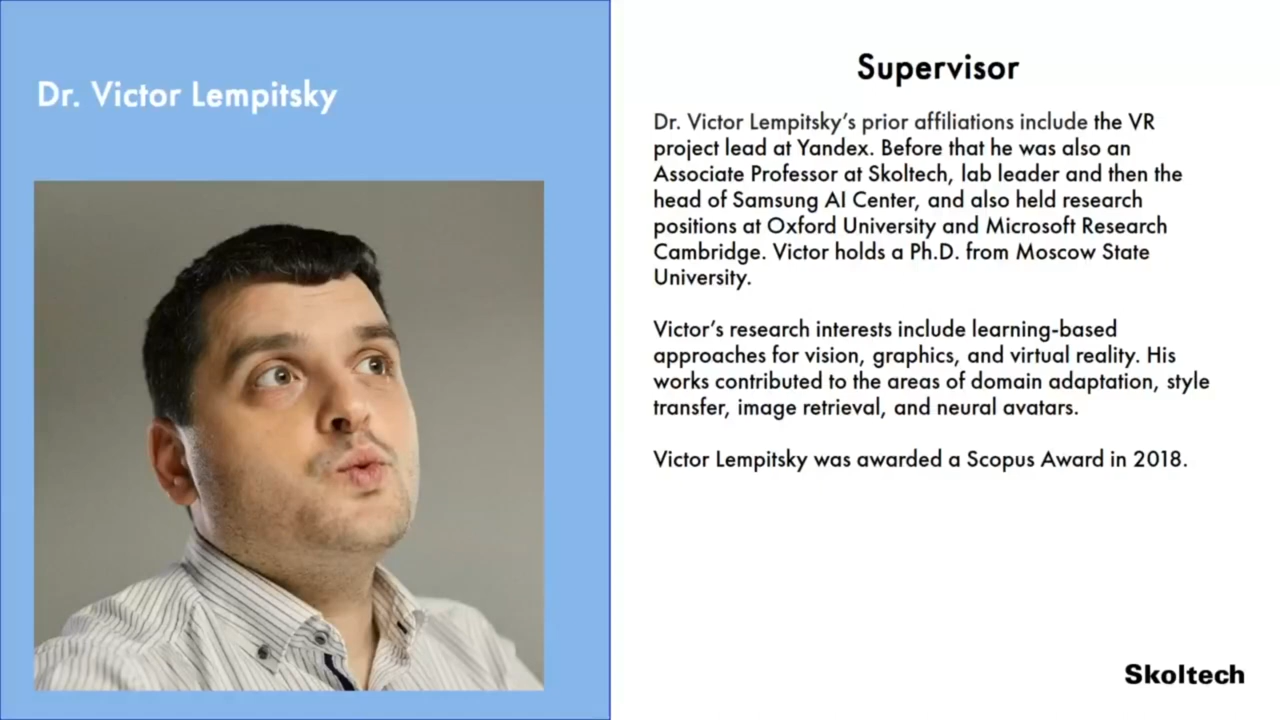 Dr. Victor Lempitsky
Supervisor
Dr. Victor Lempitsky’s prior affiliations include the VR
project lead at Yandex. Before that he was also an
Associate Professor at Skoltech, lab leader and then the
head of Samsung AI Center, and also held research
positions at Oxford University and Microsoft Research
Cambridge. Victor holds a Ph.D. from Moscow State
University.
Victor’s research interests include learning-based
approaches for vision, graphics, and virtual reality. His
works contributed to the areas of domain adaptation, style
transfer, image retrieval, and neural avatars.
Victor Lempitsky was awarded a Scopus Award in 2018.
Skoltech